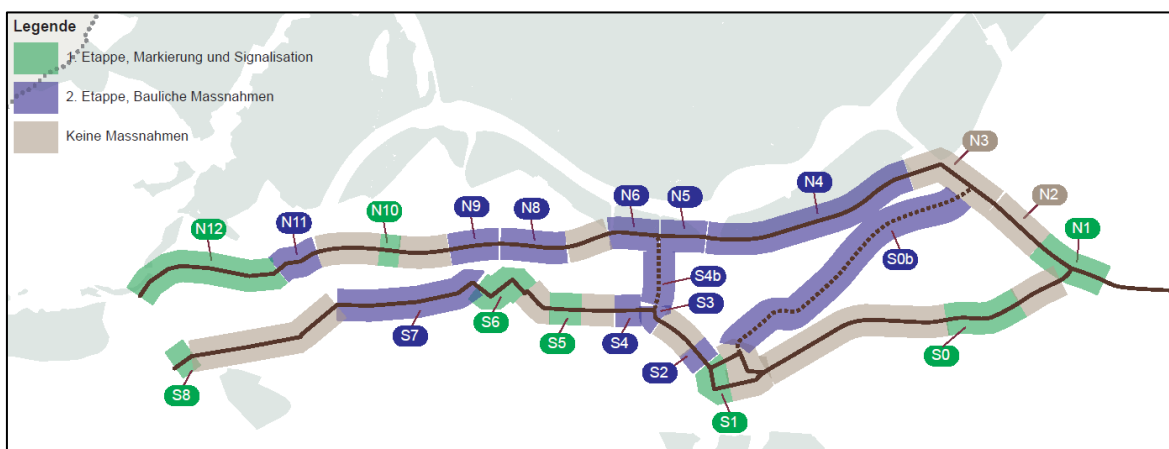 Legende
1. Etappe, Markierung und Signalisation
2. Etappe, Bauliche Massnahmen
Keine Massnahmen
N3
N4
N6
N5
N2
N10
N9
N8
N11
N12
N1
S0b
S4b
S3
S6
S7
S5
S4
S0
S2
S8
S1